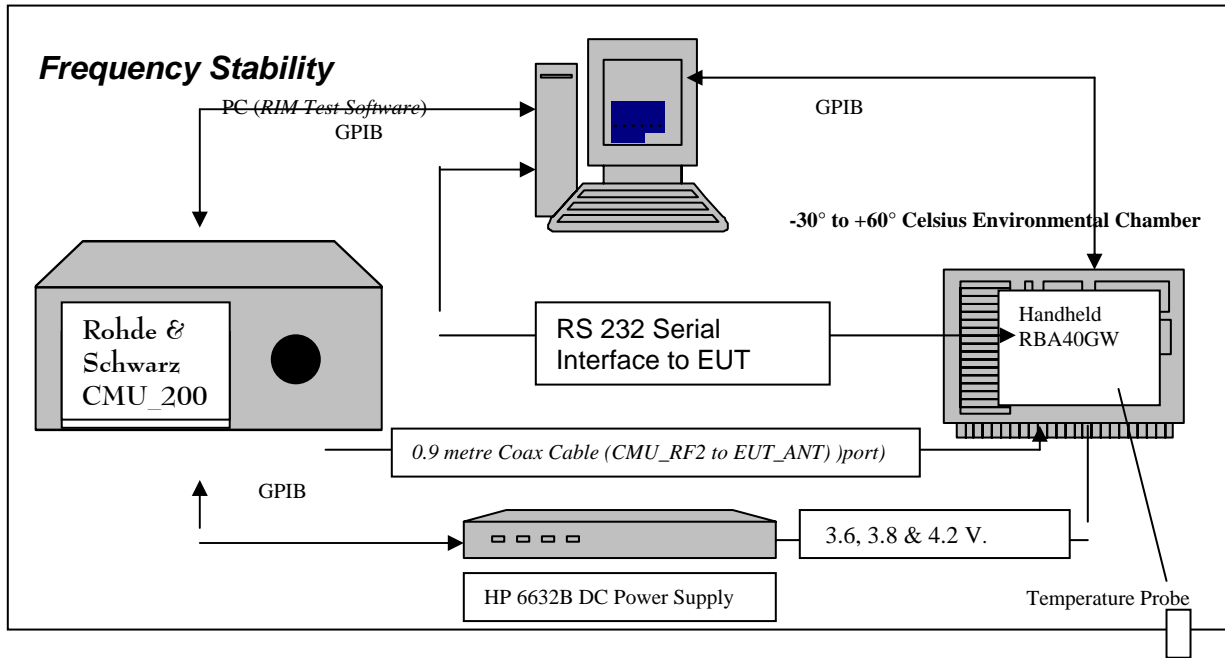 Frequency Stability
PC (RIM Test Software)
GPIB
GPIB
-30° to +60° Celsius Environmental Chamber
Rohde &
Schwarz
CMU_200
RS 232 Serial
Interface to EUT
Handheld
RBA40GW
0.9 metre Coax Cable (CMU_RF2 to EUT_ANT) )port)
GPIB
3.6, 3.8 & 4.2 V.
HP 6632B DC Power Supply
Temperature Probe